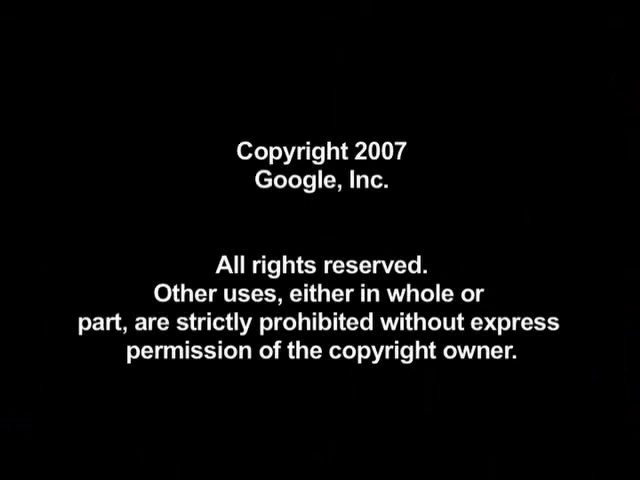 Copyright 2007
Google, Inc.
All rights reserved.
Other uses, either in whole or
part, are strictly prohibited without express
permission of the copyright owner.